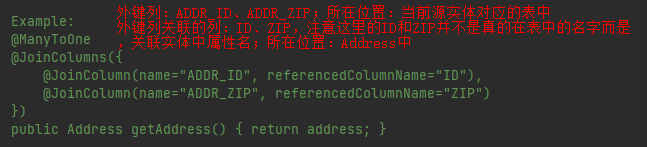 外键列：ADDR_ID、ADDR_ZIP；所在位置：当前源实体对应的表中
Example:
外键列关联的列：ID、ZIP，注意这里的ID和ZIP并不是真的在表中的名字而是
@ManyToOne
，关联实体中属性名；所在位置：Address中
@JoinColumns({
@JoinColumn(name="ADDR_ID", referencedColumnName="ID"),
@JoinColumn(name="ADDR_ZIP", referencedColumnName="ZIP")
})
public Address getAddress() { return address; }